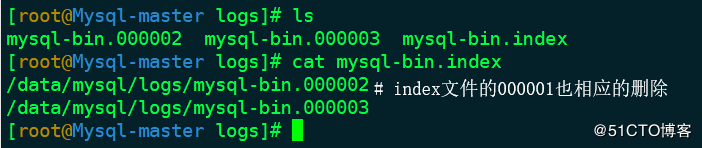 [root@Mysql-master logs]# ls
mysql-bin.000002  mysql-bin.000003  mysql-bin.index
[root@Mysql-master logs]# cat mysql-bin.index
/data/mysql/logs/mysql-bin.000002 # index文件的000001也相应的删除
/data/mysql/logs/mysql-bin.000003
[root@Mysql-master logs]#
@51CTO博客